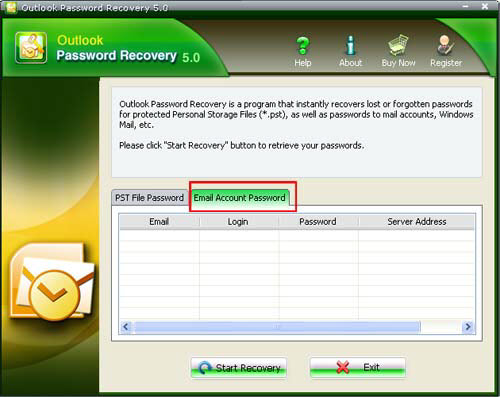 Outlook Password Recovery 5.0
Outlook
Password Recovery 5.0
Help About Buy Now Register
Outlook Password Recovery is a program that instantly recovers lost or forgotten passwords
for protected Personal Storage Files (*.pst), as well as passwords to mail accounts, Windows
Mail, etc.
Please click "Start Recovery" button to retrieve your passwords.
PST File Password Email Account Password
Email Login Password Server Address
Start Recovery Exit